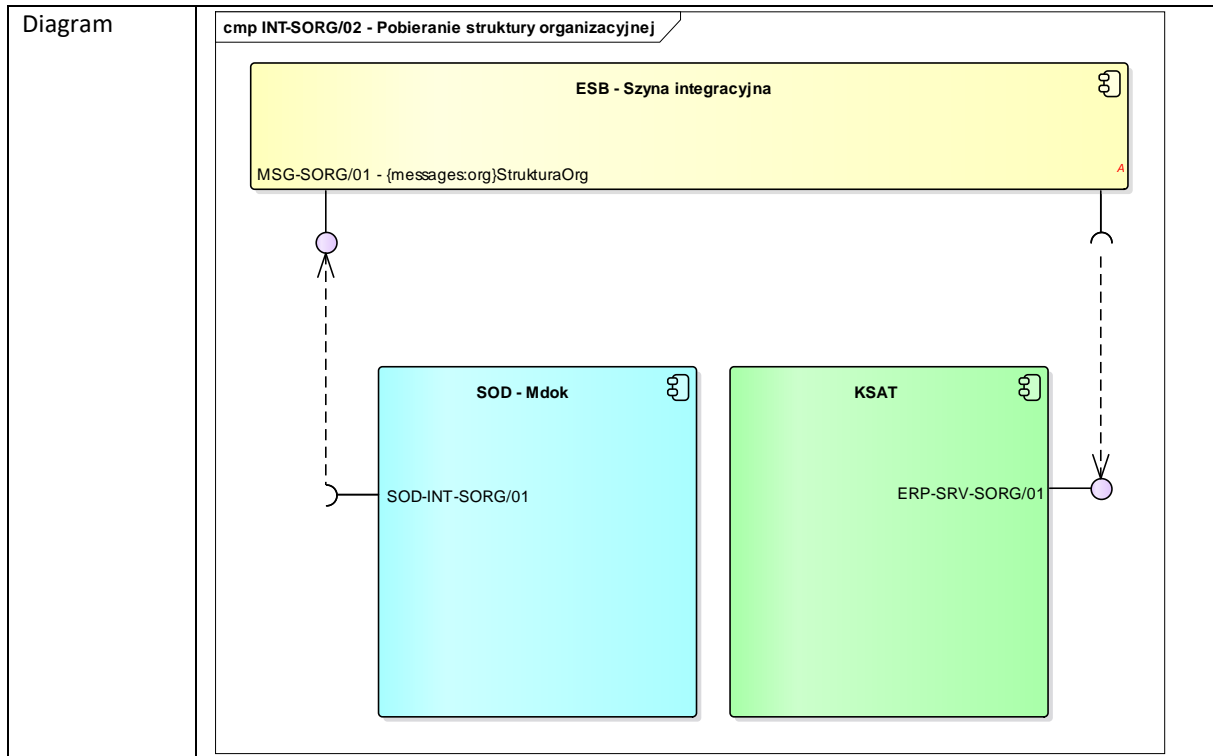 Diagram
cmp INT-SORG/02 - Pobieranie struktury organizacyjnej
ESB - Szyna integracyjna
MSG-SORG/01 - {messages:org}StrukturaOrg
A
SOD - Mdok
KSAT
SOD-INT-SORG/01
ERP-SRV-SORG/01